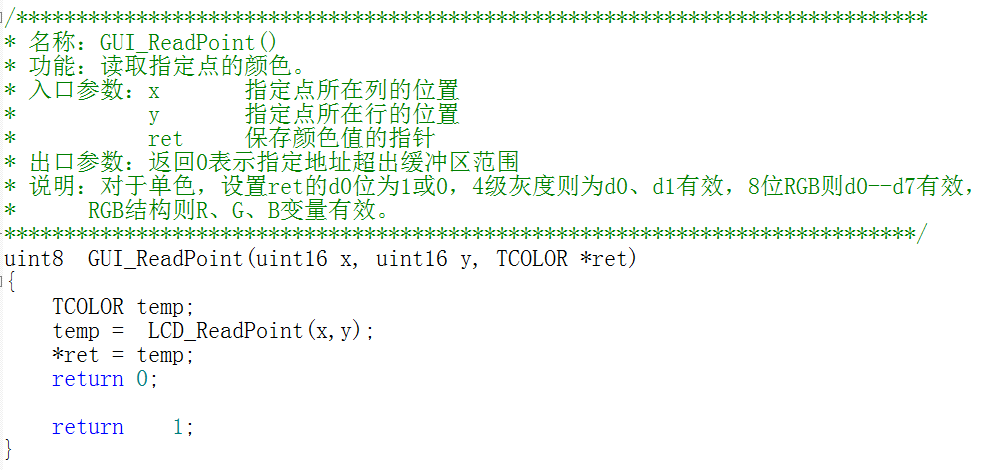 /****************************************************************************
* 名称：GUI_ReadPoint()
* 功能：读取指定点的颜色。
* 入口参数：x      指定点所在列的位置
*           y      指定点所在行的位置
*           ret    保存颜色值的指针
* 出口参数：返回0表示指定地址超出缓冲区范围
* 说明：对于单色，设置ret的d0位为1或0，4级灰度则为d0、d1有效，8位RGB则d0--d7有效，
*      RGB结构则R、G、B变量有效。
****************************************************************************/
uint8  GUI_ReadPoint(uint16 x, uint16 y, TCOLOR *ret)
{
    TCOLOR temp;
    temp =  LCD_ReadPoint(x,y);
    *ret = temp;
    return 0;

    return    1;
}